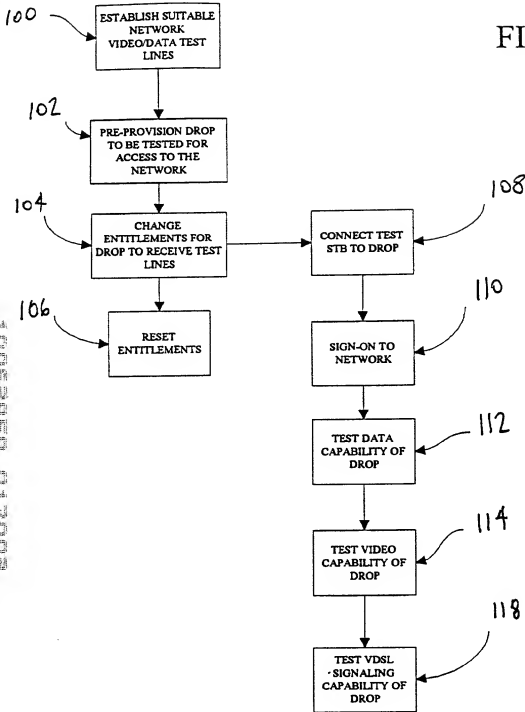 FI
100
ESTABLISH SUITABLE
NETWORK
VIDEO/DATA TEST
LINES
102
PRE-PROVISION DROP
TO BE TESTED FOR
ACCESS TO THE
NETWORK
104
CHANGE
ENTITLEMENTS FOR
DROP TO RECEIVE TEST
LINES
106
RESET
ENTITLEMENTS
108
CONNECT TEST
STB TO DROP
110
SIGN-ON TO
NETWORK
112
TEST DATA
CAPABILITY OF
DROP
114
TEST VIDEO
CAPABILITY OF
DROP
118
TEST VDSL
SIGNALING
CAPABILITY OF
DROP